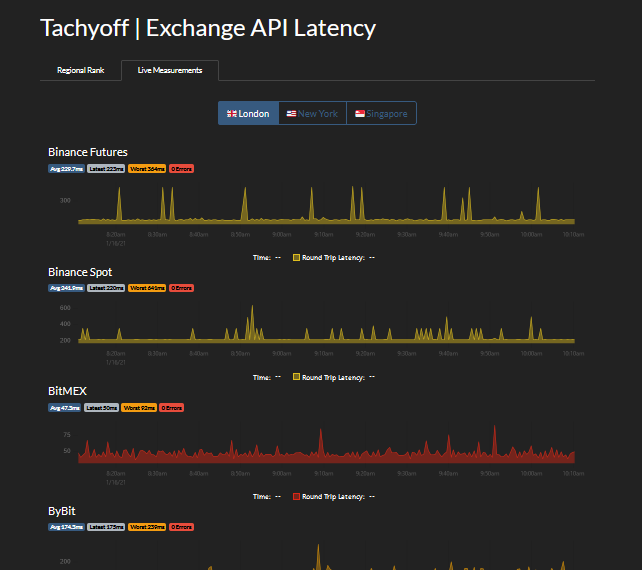 Tachyoff | Exchange API Latency
Regional Rank Live Measurements
London New York Singapore
Binance Futures
Avg 229.7ms Latest 223ms Worst 364ms 0 Errors
300
8:20am 8:30am 8:40am 8:50am 9:00am 9:10am 9:20am 9:30am 9:40am 9:50am 10:00am 10:10am
1/16/21
Time: -- Round Trip Latency: --
Binance Spot
Avg 241.9ms Latest 220ms Worst 641ms 0 Errors
600
400
200
8:20am 8:30am 8:40am 8:50am 9:00am 9:10am 9:20am 9:30am 9:40am 9:50am 10:00am 10:10am
1/16/21
Time: -- Round Trip Latency: --
BitMEX
Avg 47.3ms Latest 50ms Worst 92ms 0 Errors
75
50
8:20am 8:30am 8:40am 8:50am 9:00am 9:10am 9:20am 9:30am 9:40am 9:50am 10:00am 10:10am
1/16/21
Time: -- Round Trip Latency: --
ByBit
Avg 174.3ms Latest 175ms Worst 239ms 0 Errors
200